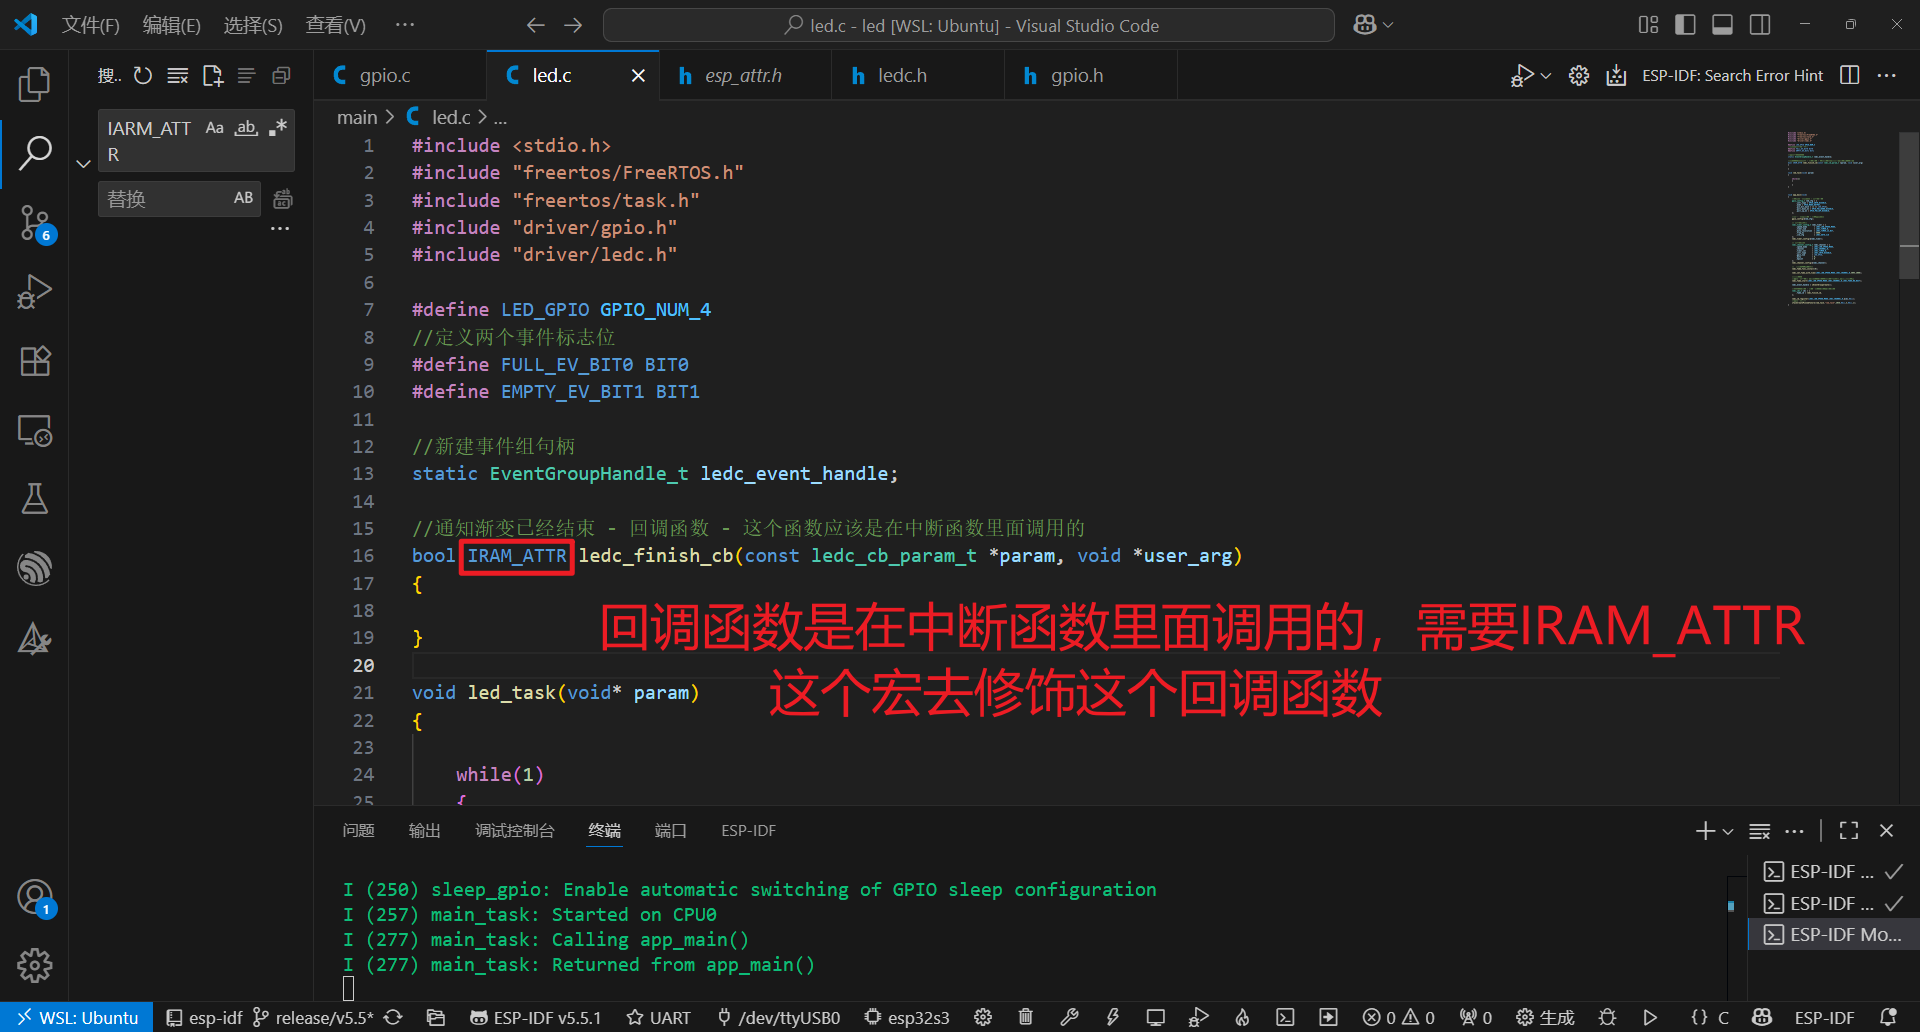 文件(F) 编辑(E) 选择(S) 查看(V) ··· led.c - led [WSL: Ubuntu] - Visual Studio Code
搜.. gpio.c led.c esp_attr.h ledc.h gpio.h ESP-IDF: Search Error Hint
IARM_ATT Aa ab
R
替换 AB
main > led.c > ...
1 #include <stdio.h>
2 #include "freertos/FreeRTOS.h"
3 #include "freertos/task.h"
4 #include "driver/gpio.h"
5 #include "driver/ledc.h"
6
7 #define LED_GPIO GPIO_NUM_4
8 //定义两个事件标志位
9 #define FULL_EV_BIT0 BIT0
10 #define EMPTY_EV_BIT1 BIT1
11
12 //新建事件组句柄
13 static EventGroupHandle_t ledc_event_handle;
14
15 //通知渐变已经结束 - 回调函数 - 这个函数应该是在中断函数里面调用的
16 bool IRAM_ATTR ledc_finish_cb(const ledc_cb_param_t *param, void *user_arg)
17 {
18
19 }
20
21 void led_task(void* param)
22 {
23
24 while(1)
25 {
回调函数是在中断函数里面调用的，需要IRAM_ATTR
这个宏去修饰这个回调函数
6
1
问题 输出 调试控制台 终端 端口 ESP-IDF
I (250) sleep_gpio: Enable automatic switching of GPIO sleep configuration
I (257) main_task: Started on CPU0
I (277) main_task: Calling app_main()
I (277) main_task: Returned from app_main()
ESP-IDF ...
ESP-IDF ...
ESP-IDF Mo...
WSL: Ubuntu esp-idf release/v5.5* ESP-IDF v5.5.1 UART /dev/ttyUSB0 esp32s3 0 0 0 生成 {} C ESP-IDF